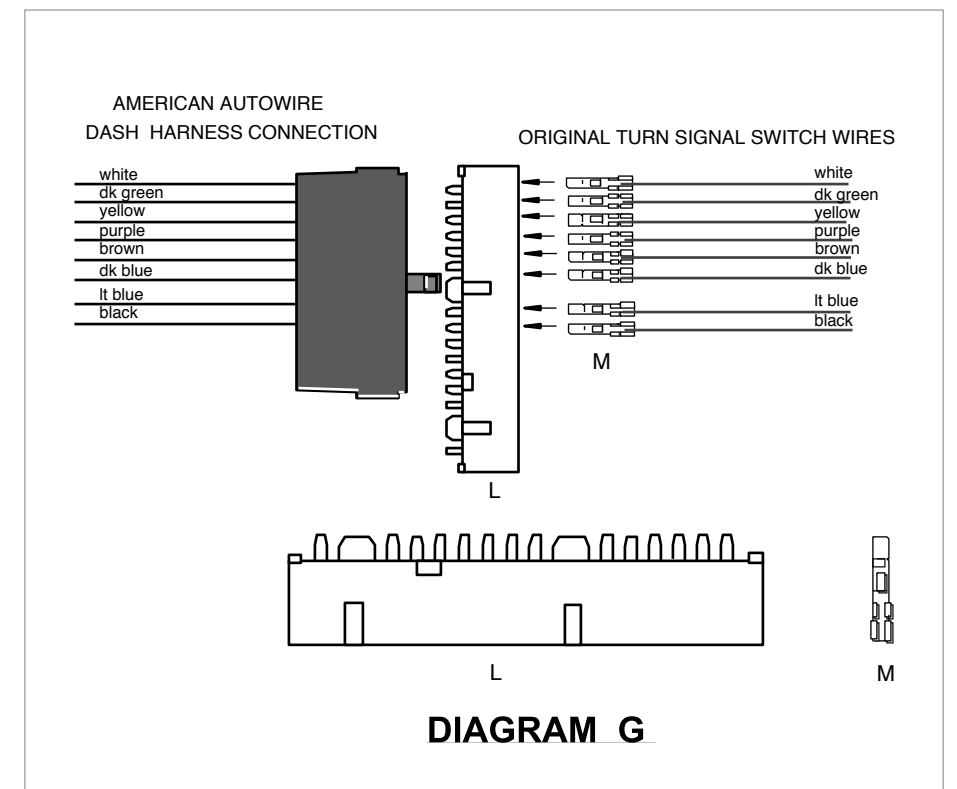 AMERICAN AUTOWIRE
DASH HARNESS CONNECTION
white
dk green
yellow
purple
brown
dk blue
lt blue
black
ORIGINAL TURN SIGNAL SWITCH WIRES
white
dk green
yellow
purple
brown
dk blue
lt blue
black
M
L
L
M
DIAGRAM G